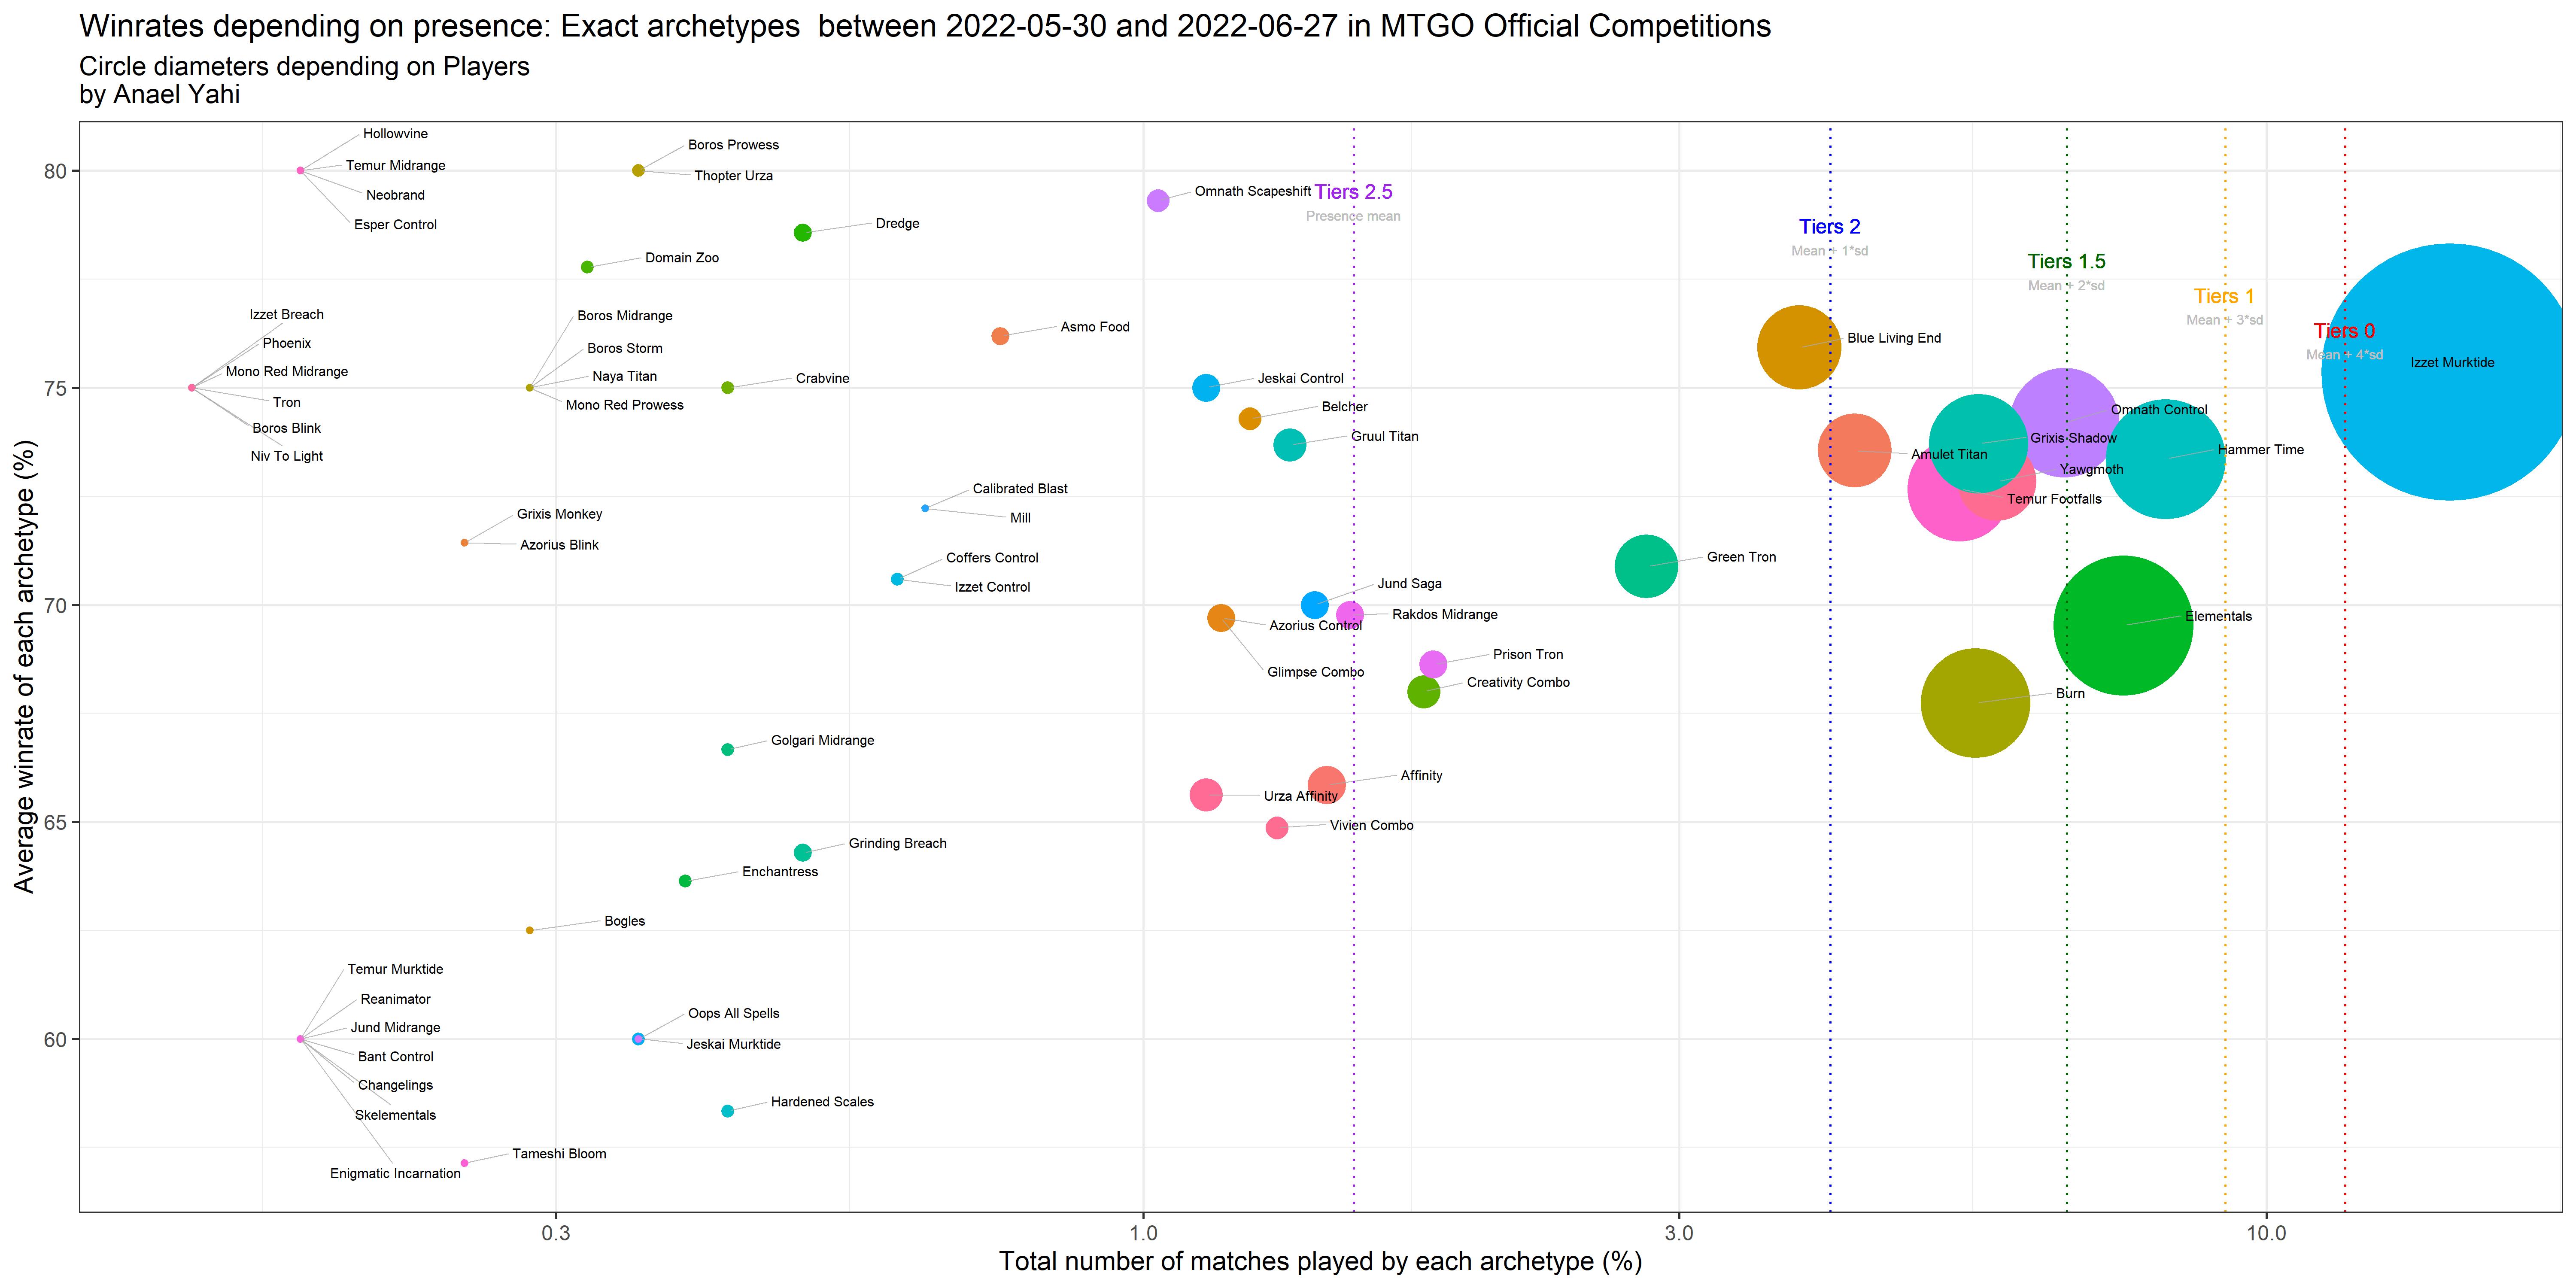 Winrates depending on presence: Exact archetypes  between 2022-05-30 and 2022-06-27 in MTGO Official Competitions
Circle diameters depending on Players
by Anael Yahi
Average winrate of each archetype (%)
80
75
70
65
60
Hollowvine
Temur Midrange
Neobrand
Esper Control
Boros Prowess
Thopter Urza
Omnath Scapeshift
Tiers 2.5
Presence mean
Dredge
Tiers 2
Mean + 1*sd
Domain Zoo
Tiers 1.5
Mean + 2*sd
Tiers 1
Mean + 3*sd
Tiers 0
Mean + 4*sd
Izzet Breach
Phoenix
Mono Red Midrange
Tron
Boros Blink
Niv To Light
Boros Midrange
Boros Storm
Naya Titan
Mono Red Prowess
Asmo Food
Crabvine
Jeskai Control
Belcher
Gruul Titan
Blue Living End
Izzet Murktide
Omnath Control
Grixis Shadow
Hammer Time
Amulet Titan
Yawgmoth
Temur Footfalls
Calibrated Blast
Mill
Grixis Monkey
Azorius Blink
Coffers Control
Izzet Control
Green Tron
Jund Saga
Rakdos Midrange
Azorius Control
Elementals
Glimpse Combo
Prison Tron
Creativity Combo
Burn
Golgari Midrange
Affinity
Urza Affinity
Vivien Combo
Grinding Breach
Enchantress
Bogles
Temur Murktide
Reanimator
Jund Midrange
Bant Control
Changelings
Skelementals
Enigmatic Incarnation
Oops All Spells
Jeskai Murktide
Hardened Scales
Tameshi Bloom
0.3
1.0
3.0
10.0
Total number of matches played by each archetype (%)